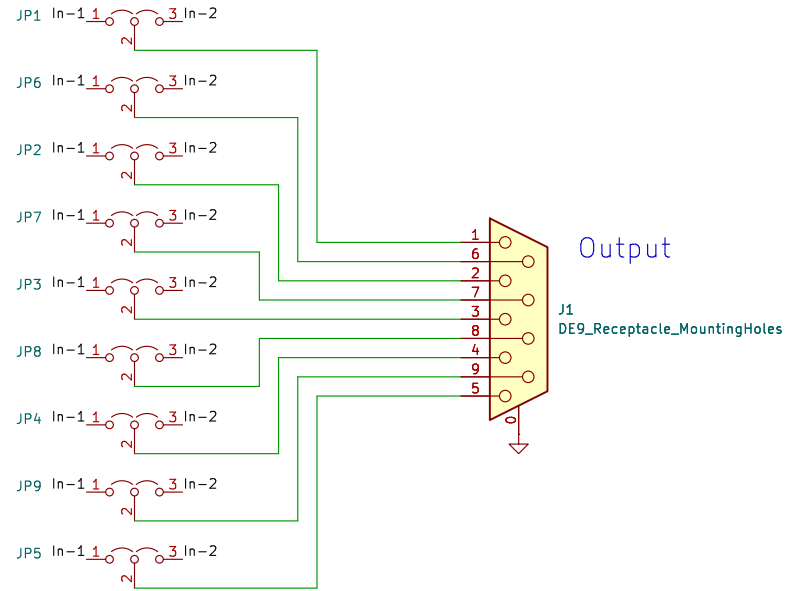 JP1 In-1 1 2 3 In-2
JP6 In-1 1 2 3 In-2
JP2 In-1 1 2 3 In-2
JP7 In-1 1 2 3 In-2
JP3 In-1 1 2 3 In-2
JP8 In-1 1 2 3 In-2
JP4 In-1 1 2 3 In-2
JP9 In-1 1 2 3 In-2
JP5 In-1 1 2 3 In-2
1
6
2
7
3
8
4
9
5
0
Output
J1
DE9_Receptacle_MountingHoles